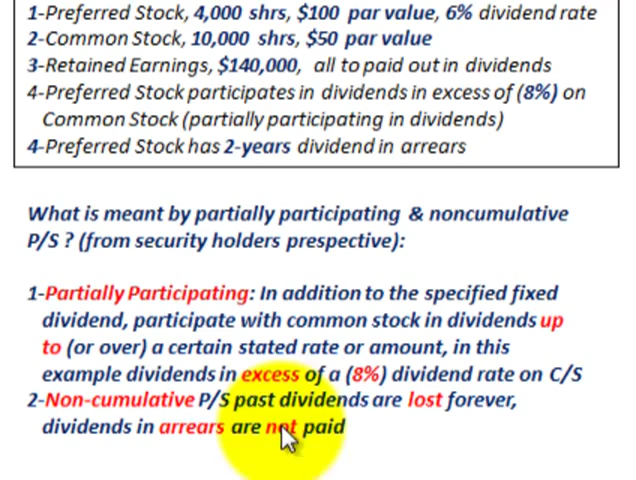 1-Preferred Stock, 4,000 shrs, $100 par value, 6% dividend rate
2-Common Stock, 10,000 shrs, $50 par value
3-Retained Earnings, $140,000, all to paid out in dividends
4-Preferred Stock participates in dividends in excess of (8%) on
Common Stock (partially participating in dividends)
4-Preferred Stock has 2-years dividend in arrears
What is meant by partially participating & noncumulative
P/S ? (from security holders prespective):
1-Partially Participating: In addition to the specified fixed
dividend, participate with common stock in dividends up
to (or over) a certain stated rate or amount, in this
example dividends in excess of a (8%) dividend rate on C/S
2-Non-cumulative P/S past dividends are lost forever,
dividends in arrears are not paid